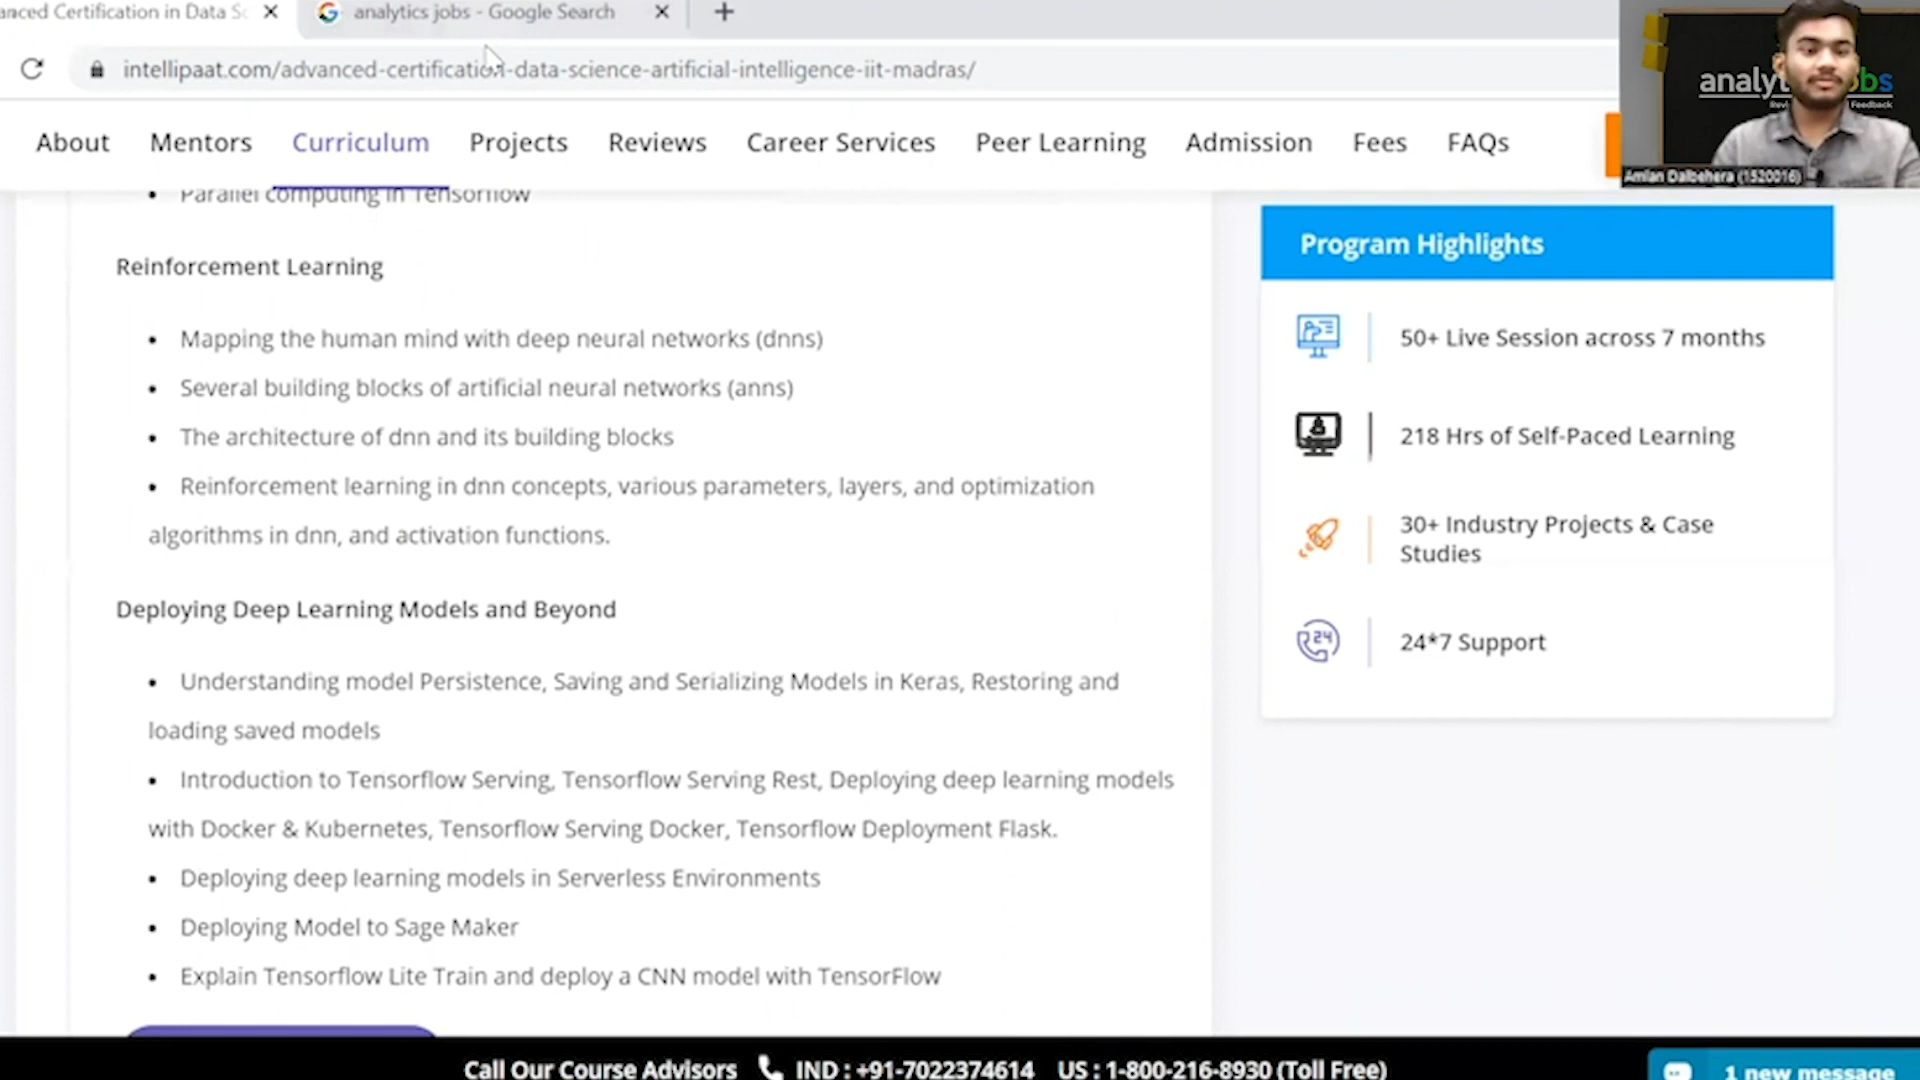 anced Certification in Data Sc
analytics jobs - Google Search
intellipaat.com/advanced-certification-data-science-artificial-intelligence-iit-madras/
About Mentors Curriculum Projects Reviews Career Services Peer Learning Admission Fees FAQs
analyt bs
Feedback
Amlan Dalbehera (1520016)
• Parallel computing in Tensorflow
Reinforcement Learning
• Mapping the human mind with deep neural networks (dnns)
• Several building blocks of artificial neural networks (anns)
• The architecture of dnn and its building blocks
• Reinforcement learning in dnn concepts, various parameters, layers, and optimization
algorithms in dnn, and activation functions.
Deploying Deep Learning Models and Beyond
• Understanding model Persistence, Saving and Serializing Models in Keras, Restoring and
loading saved models
• Introduction to Tensorflow Serving, Tensorflow Serving Rest, Deploying deep learning models
with Docker & Kubernetes, Tensorflow Serving Docker, Tensorflow Deployment Flask.
• Deploying deep learning models in Serverless Environments
• Deploying Model to Sage Maker
• Explain Tensorflow Lite Train and deploy a CNN model with TensorFlow
Program Highlights
50+ Live Session across 7 months
218 Hrs of Self-Paced Learning
30+ Industry Projects & Case
Studies
24
24*7 Support
Call Our Course Advisors IND : +91-7022374614 US : 1-800-216-8930 (Toll Free)
1 new message